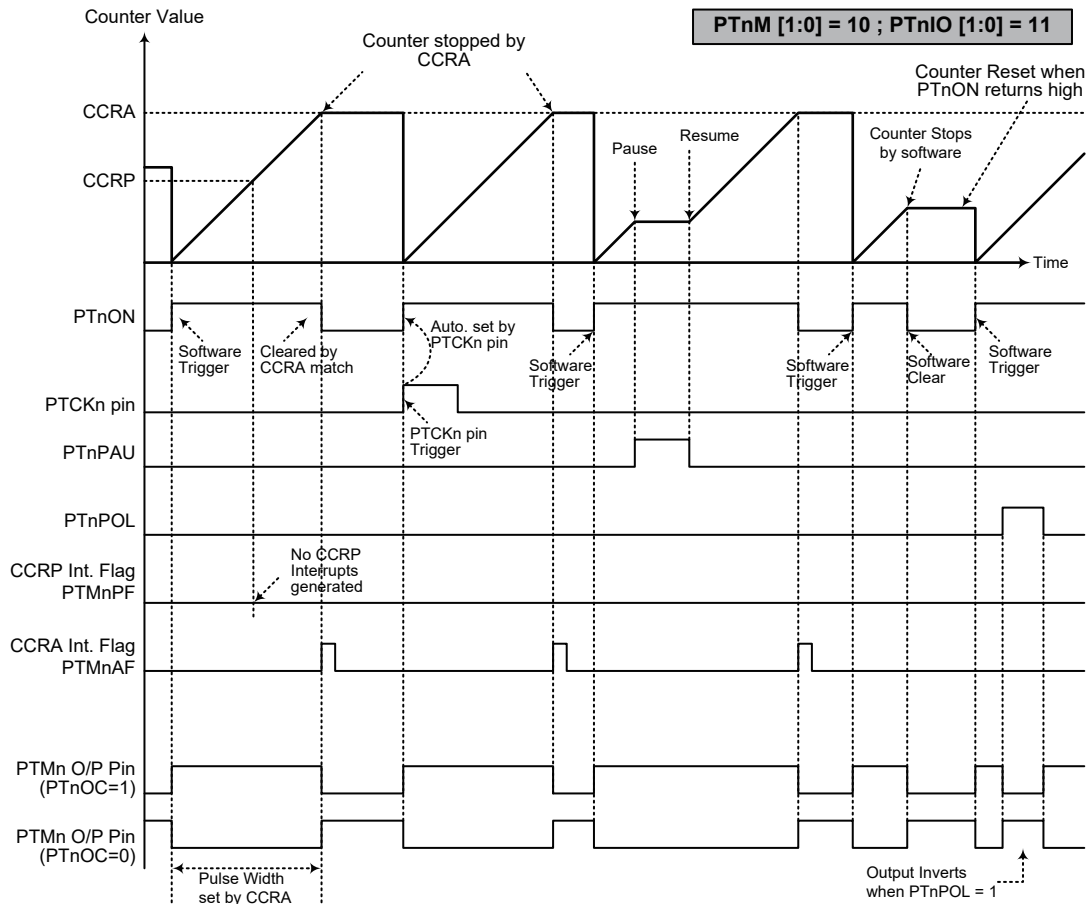 Counter Value
PTnM [1:0] = 10 ; PTnIO [1:0] = 11
Counter stopped by
CCRA
Counter Reset when
PTnON returns high
CCRA
Pause
Resume
Counter Stops
by software
CCRP
Time
PTnON
Software
Trigger
Cleared by
CCRA match
Auto. set by
PTCKn pin
Software
Trigger
Software
Trigger
Software
Clear
Software
Trigger
PTCKn pin
PTCKn pin
Trigger
PTnPAU
PTnPOL
No CCRP
Interrupts
generated
CCRP Int. Flag
PTMnPF
CCRA Int. Flag
PTMnAF
PTMn O/P Pin
(PTnOC=1)
PTMn O/P Pin
(PTnOC=0)
Pulse Width
set by CCRA
Output Inverts
when PTnPOL = 1